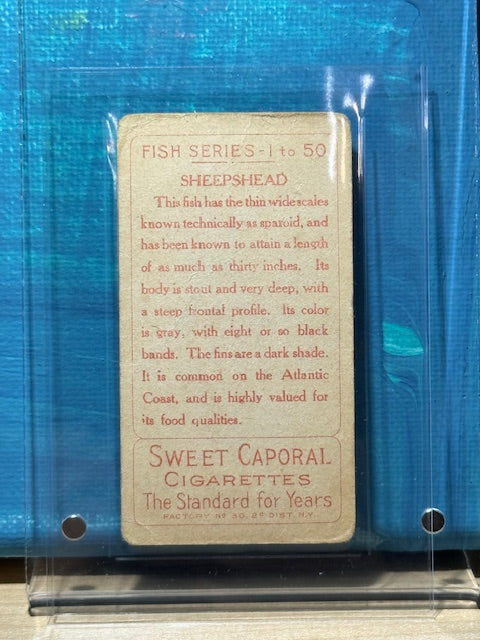 FISH SERIES-1 to 50
SHEEPSHEAD
This fish has the thin wide scales
known technically as sparoid, and
has been known to attain a length
of as much as thirty inches. Its
body is stout and very deep, with
a steep frontal profile. Its color
is gray, with eight or so black
bands. The fins are a dark shade.
It is common on the Atlantic
Coast, and is highly valued for
its food qualities.
SWEET CAPORAL
CIGARETTES
The Standard for Years
FACTORY No 30, 2D DIST. N.Y.